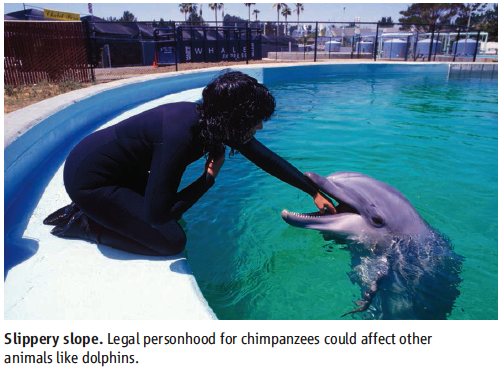 WHALE
Slippery slope. Legal personhood for chimpanzees could affect other
animals like dolphins.